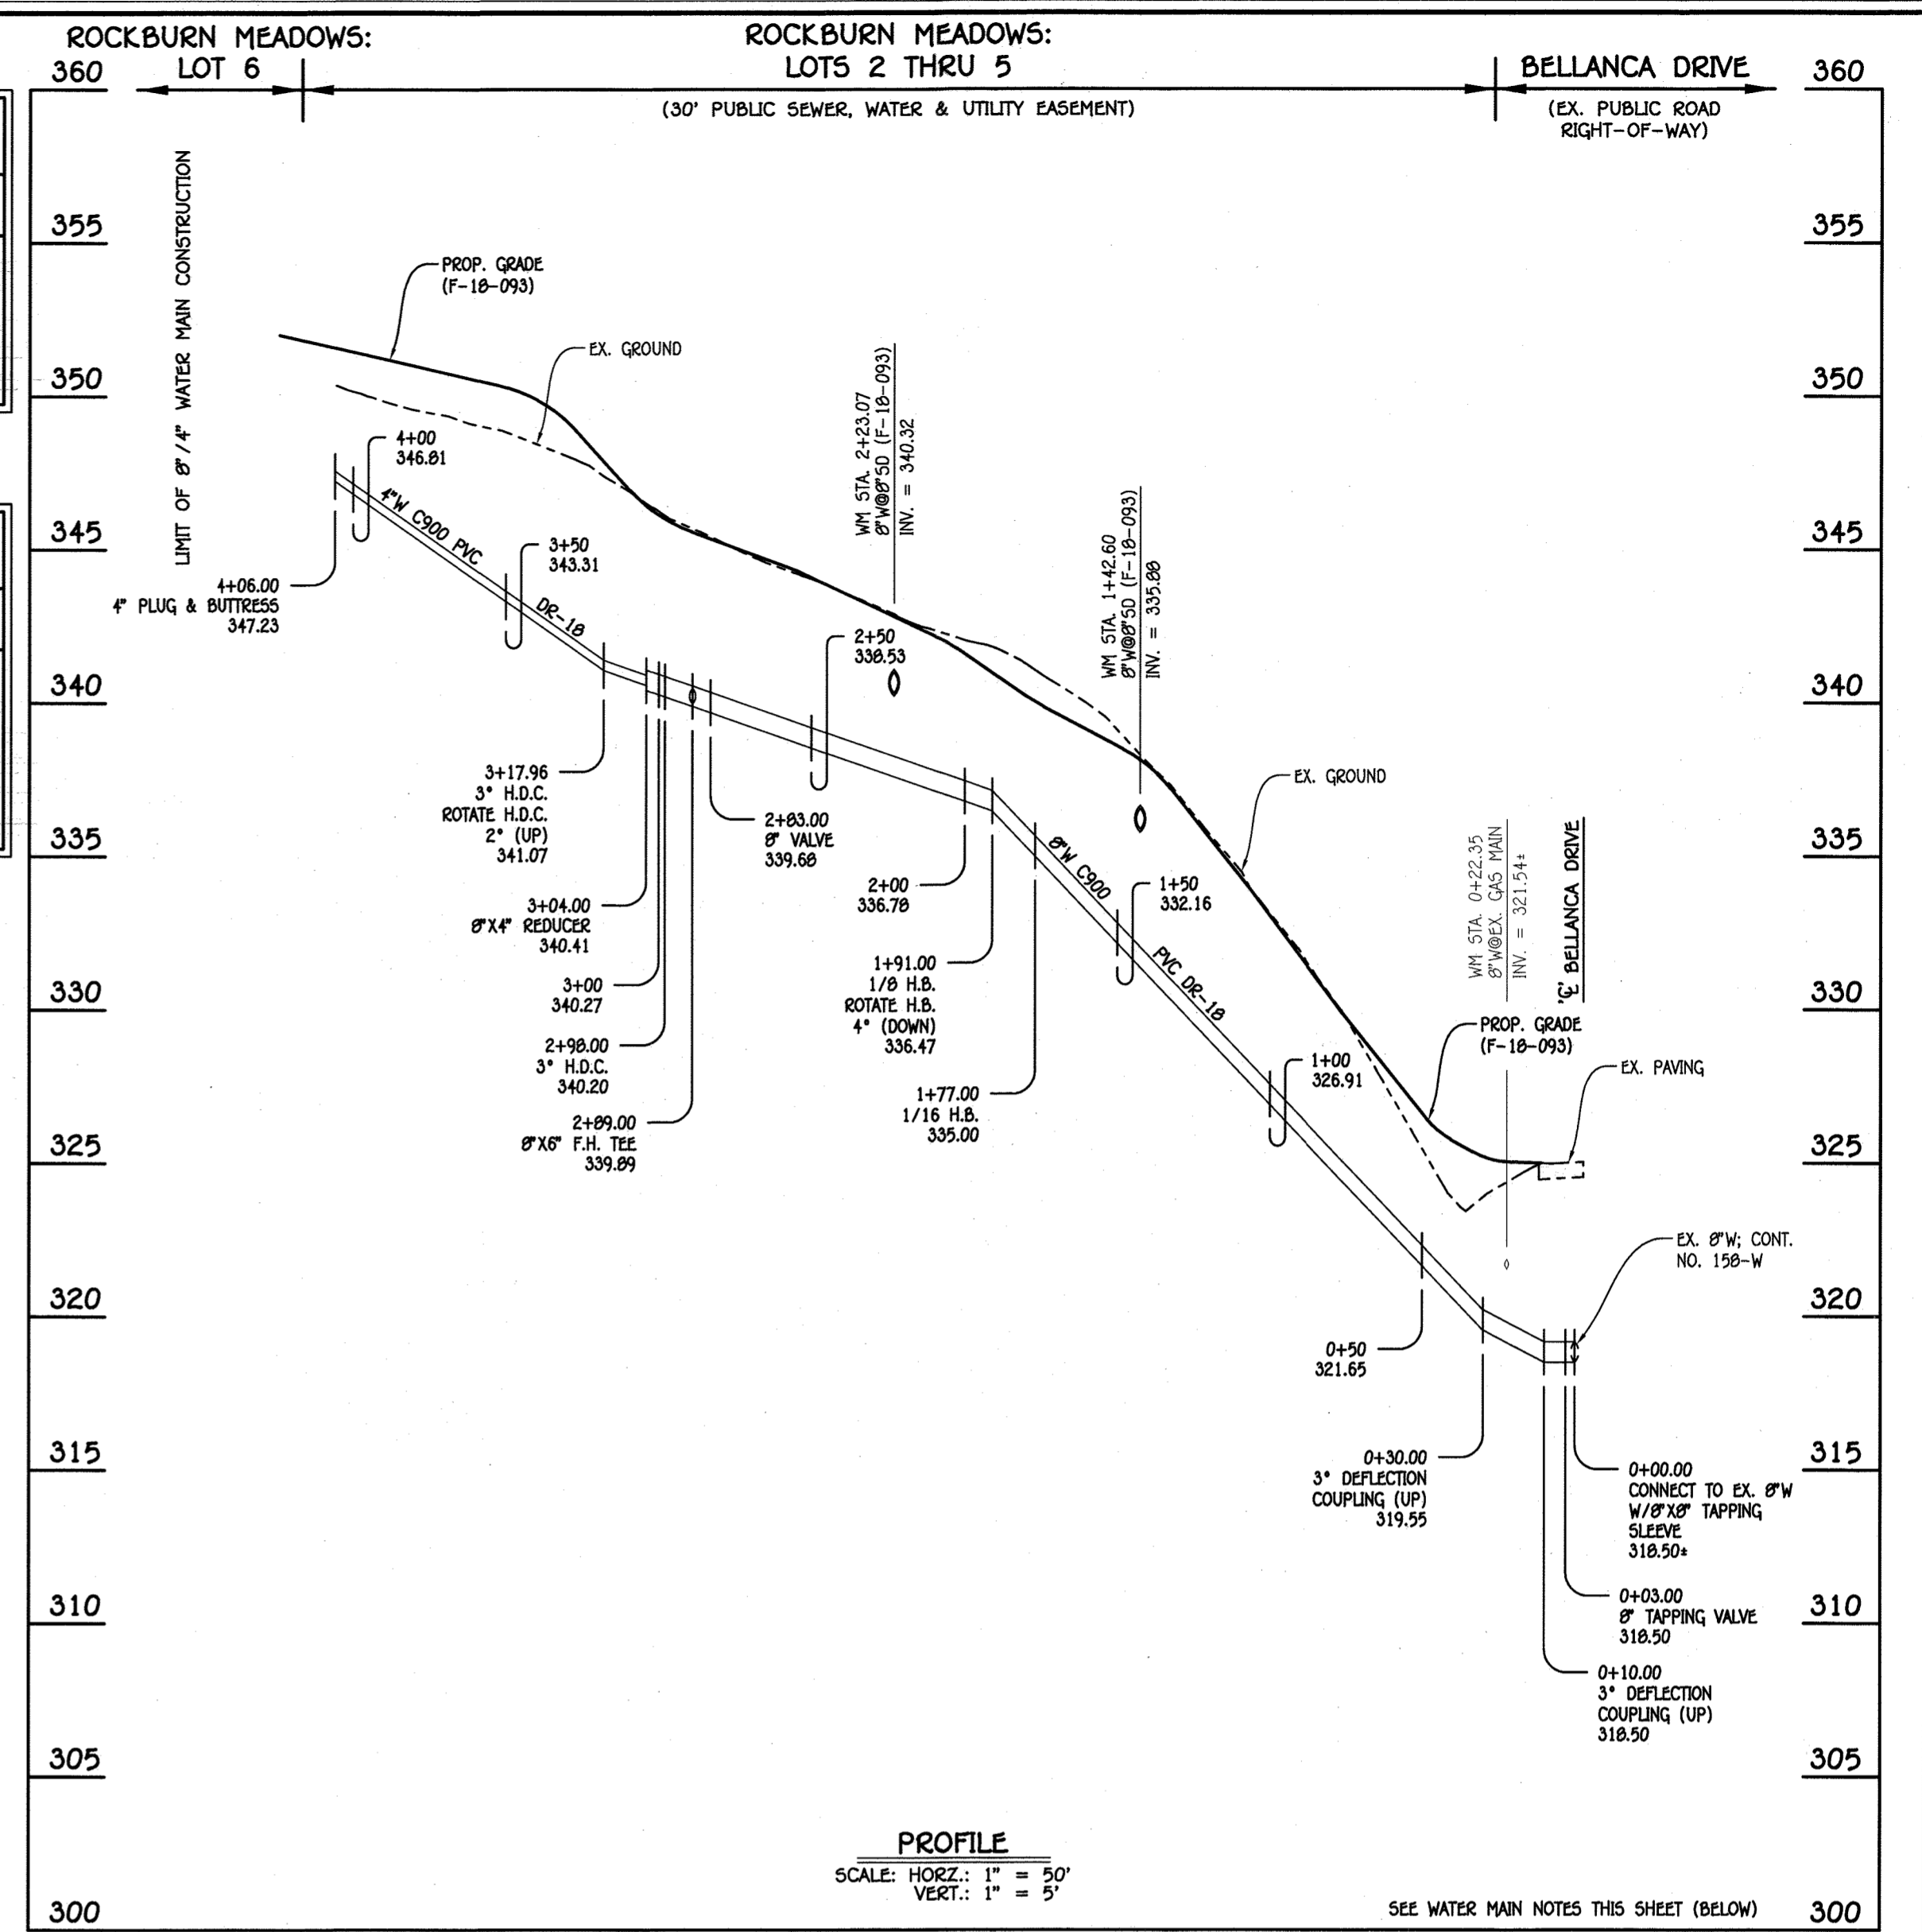 ROCKBURN MEADOWS:
LOT 6
ROCKBURN MEADOWS:
LOTS 2 THRU 5
(30' PUBLIC SEWER, WATER & UTILITY EASEMENT)
BELLANCA DRIVE
(EX. PUBLIC ROAD
RIGHT-OF-WAY)
360
355
350
345
340
335
330
325
320
315
310
305
300
360
355
350
345
340
335
330
325
320
315
310
305
300
LIMIT OF 8"/4" WATER MAIN CONSTRUCTION
PROP. GRADE
(F-18-093)
EX. GROUND
4+00
346.81
4"W C900 PVC
DR-18
3+50
343.31
4+06.00
4" PLUG & BUTTRESS
347.23
WM STA. 2+23.07
8"W@8"SD (F-18-093)
INV. = 340.32
2+50
338.53
WM STA. 1+42.60
8"W@8"SD (F-18-093)
INV. = 335.88
3+17.96
3° H.D.C.
ROTATE H.D.C.
2° (UP)
341.07
3+04.00
8"X4" REDUCER
340.41
3+00
340.27
2+98.00
3° H.D.C.
340.20
2+89.00
8"X6" F.H. TEE
339.89
2+83.00
8" VALVE
339.68
2+00
336.78
1+91.00
1/8 H.B.
ROTATE H.B.
4° (DOWN)
336.47
1+77.00
1/16 H.B.
335.00
8"W C900
PVC DR-18
1+50
332.16
EX. GROUND
1+00
326.91
WM STA. 0+22.35
8"W@EX. GAS MAIN
INV. = 321.54±
℄ BELLANCA DRIVE
PROP. GRADE
(F-18-093)
EX. PAVING
EX. 8"W; CONT.
NO. 158-W
0+50
321.65
0+30.00
3° DEFLECTION
COUPLING (UP)
319.55
0+00.00
CONNECT TO EX. 8"W
W/8"X8" TAPPING
SLEEVE
318.50±
0+03.00
8" TAPPING VALVE
318.50
0+10.00
3° DEFLECTION
COUPLING (UP)
318.50
PROFILE
SCALE: HORZ.: 1" = 50'
VERT.: 1" = 5'
SEE WATER MAIN NOTES THIS SHEET (BELOW)